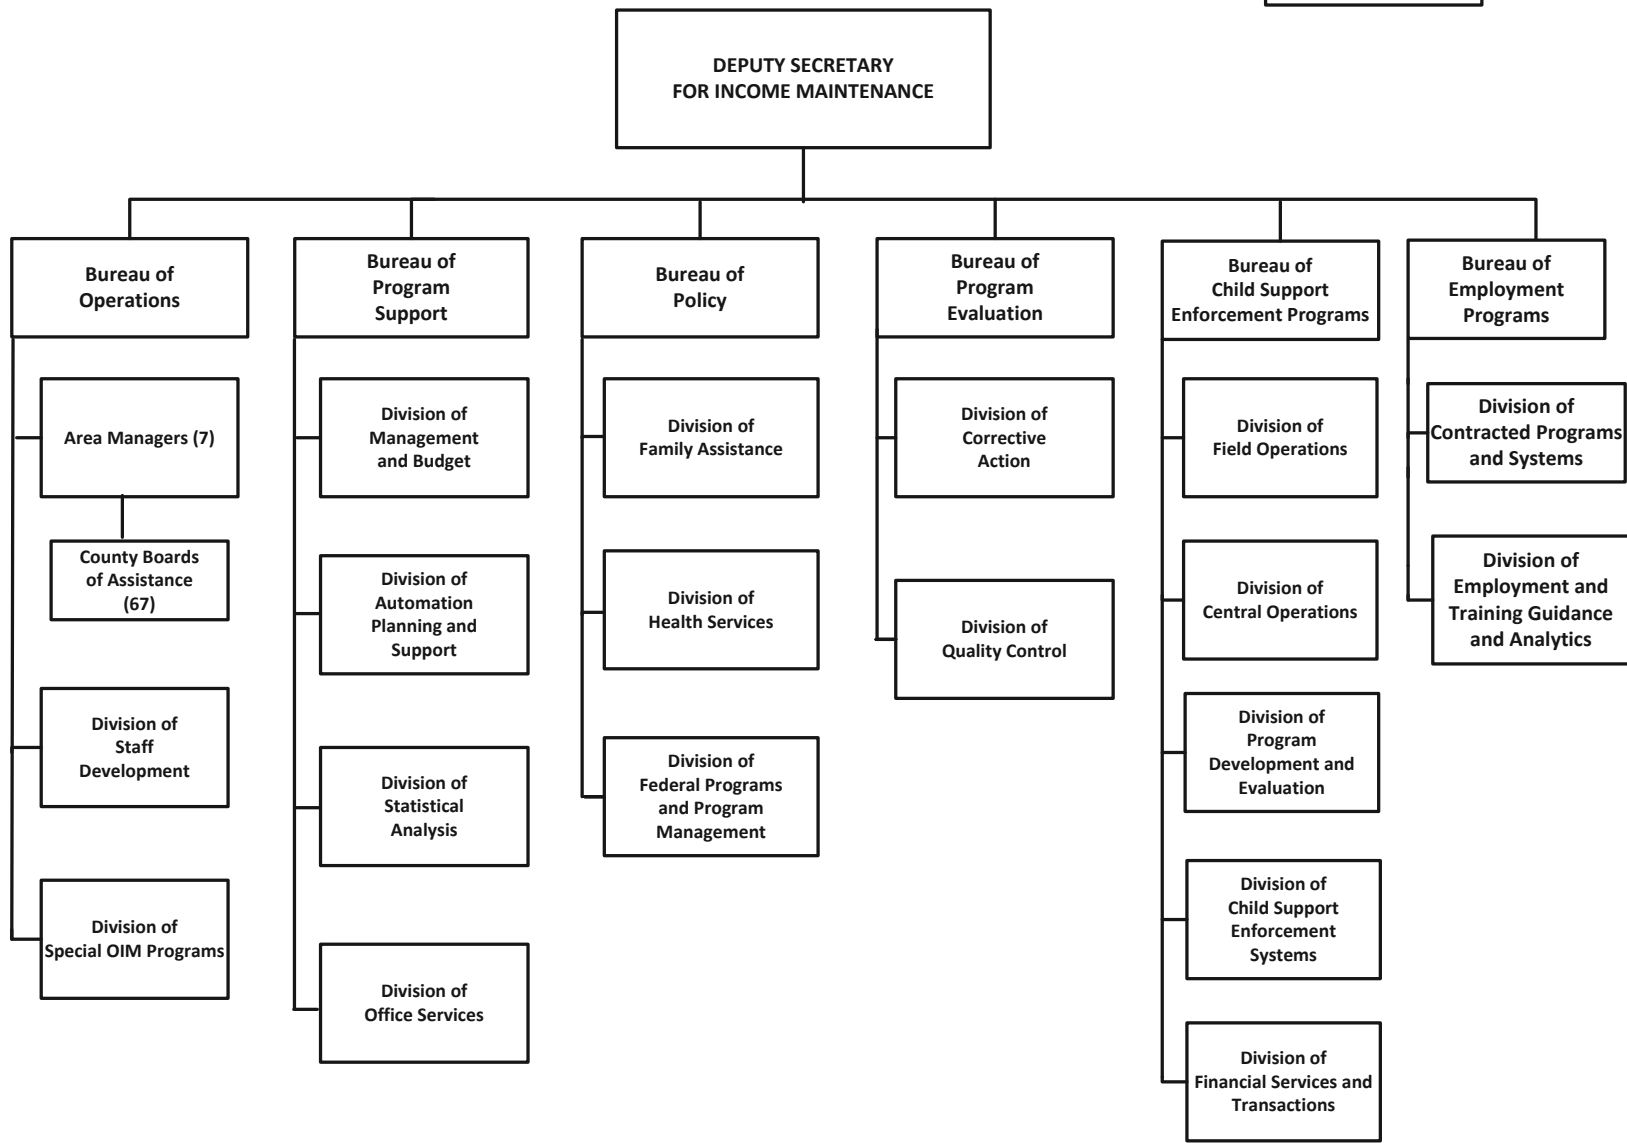 DEPUTY SECRETARY
FOR INCOME MAINTENANCE
Bureau of
Operations
Bureau of
Program
Support
Bureau of
Policy
Bureau of
Program
Evaluation
Bureau of
Child Support
Enforcement Programs
Bureau of
Employment
Programs
Area Managers (7)
County Boards
of Assistance
(67)
Division of
Staff
Development
Division of
Special OIM Programs
Division of
Management
and Budget
Division of
Automation
Planning and
Support
Division of
Statistical
Analysis
Division of
Office Services
Division of
Family Assistance
Division of
Health Services
Division of
Federal Programs
and Program
Management
Division of
Corrective
Action
Division of
Quality Control
Division of
Field Operations
Division of
Central Operations
Division of
Program
Development and
Evaluation
Division of
Child Support
Enforcement
Systems
Division of
Financial Services and
Transactions
Division of
Contracted Programs
and Systems
Division of
Employment and
Training Guidance
and Analytics